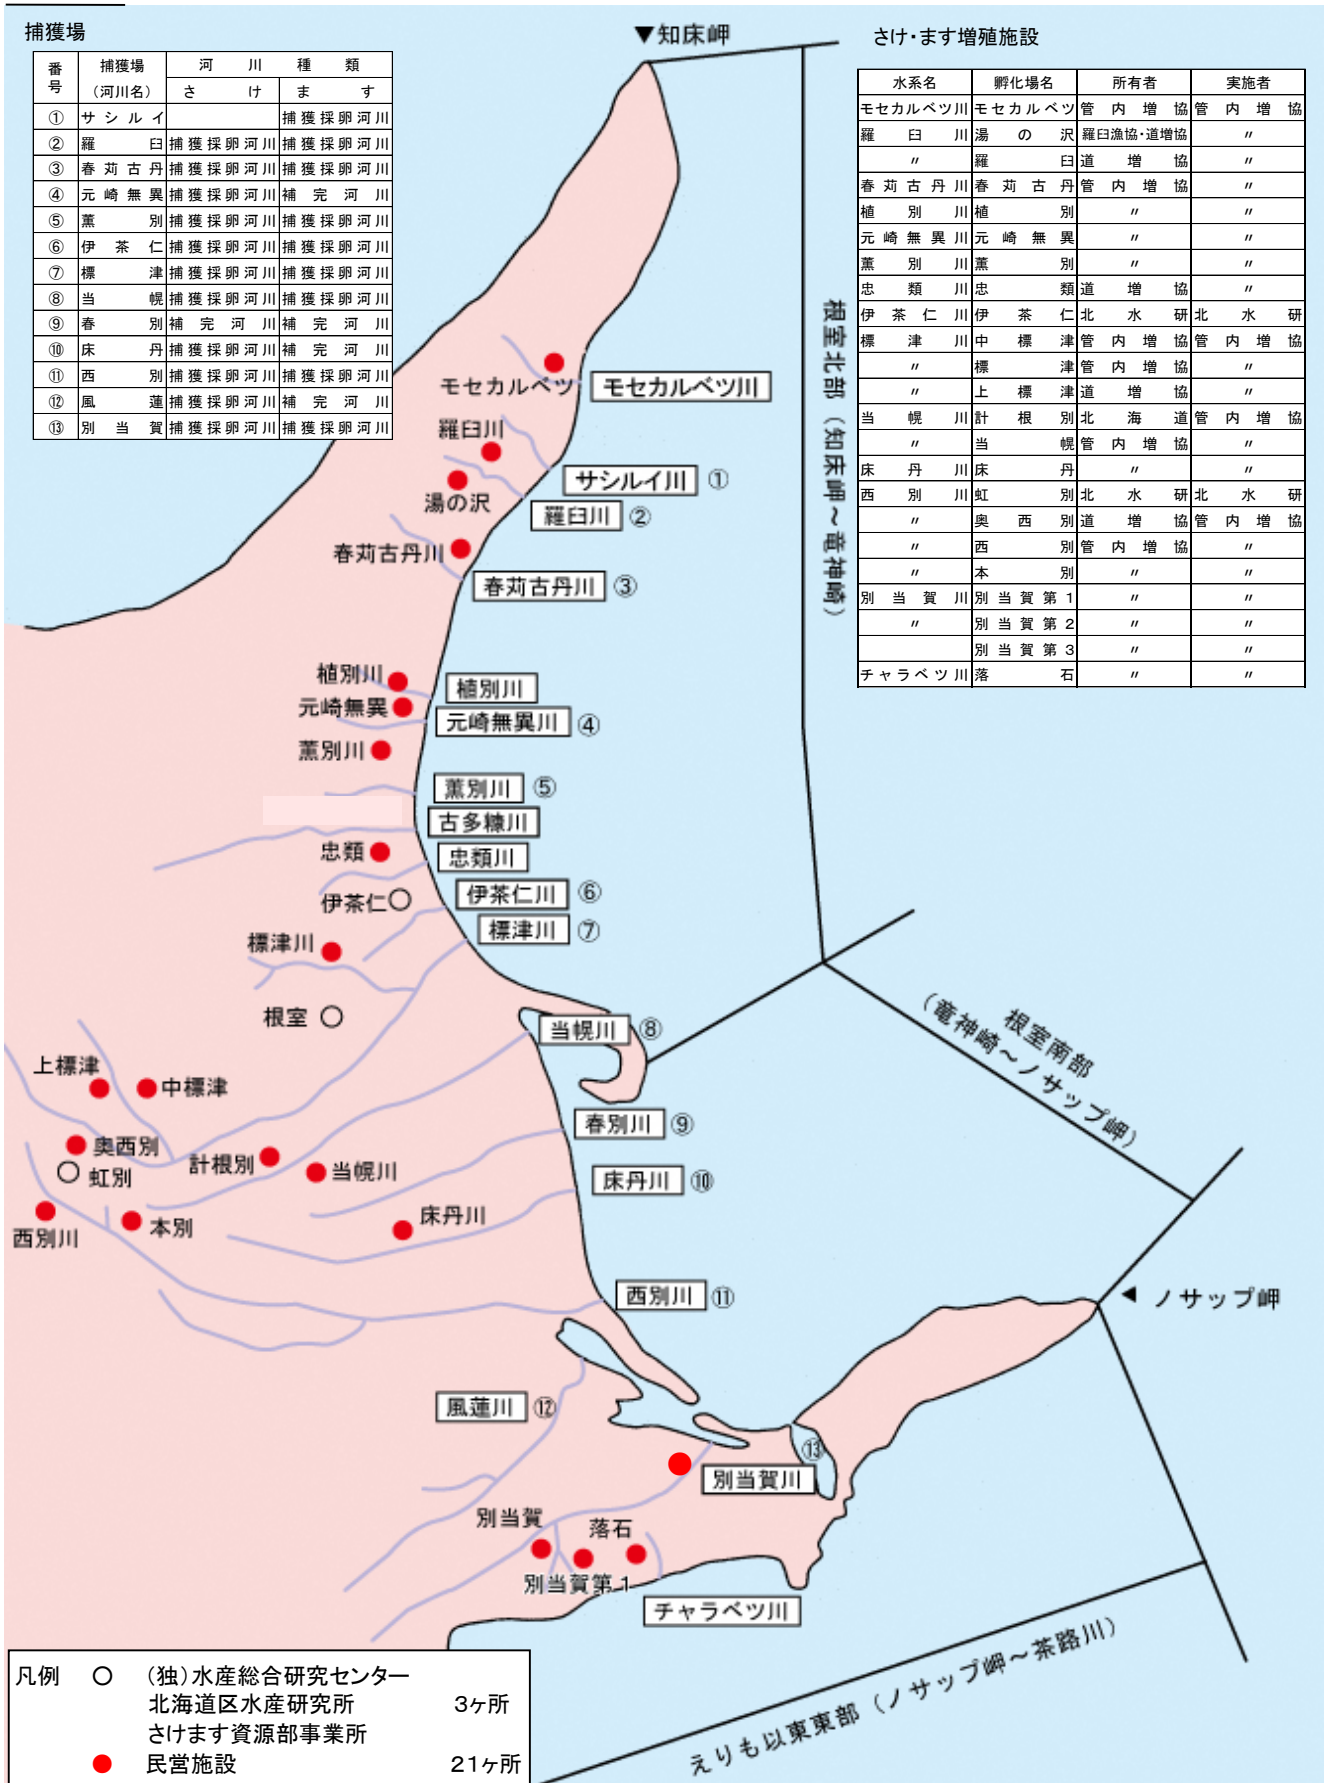 捕獲場
番号 捕獲場（河川名） 河川種類
さけ ます
① サシルイ 捕獲採卵河川
② 羅臼 捕獲採卵河川 捕獲採卵河川
③ 春苅古丹 捕獲採卵河川 捕獲採卵河川
④ 元崎無異 捕獲採卵河川 補完河川
⑤ 薫別 捕獲採卵河川 捕獲採卵河川
⑥ 伊茶仁 捕獲採卵河川 捕獲採卵河川
⑦ 標津 捕獲採卵河川 捕獲採卵河川
⑧ 当幌 捕獲採卵河川 捕獲採卵河川
⑨ 春別 補完河川 補完河川
⑩ 床丹 捕獲採卵河川 補完河川
⑪ 西別 捕獲採卵河川 捕獲採卵河川
⑫ 風蓮 捕獲採卵河川 補完河川
⑬ 別当賀 捕獲採卵河川 捕獲採卵河川
▼知床岬
さけ・ます増殖施設
水系名 孵化場名 所有者 実施者
モセカルベツ川 モセカルベツ 管内増協 管内増協
羅臼川 湯の沢 羅臼漁協・道増協 〃
〃 羅臼 道増協 〃
春苅古丹川 春苅古丹 管内増協 〃
植別川 植別 〃 〃
元崎無異川 元崎無異 〃 〃
薫別川 薫別 〃 〃
忠類川 忠類 道増協 〃
伊茶仁川 伊茶仁 北水研 北水研
標津川 中標津 管内増協 管内増協
〃 標津 管内増協 〃
〃 上標津 道増協 〃
当幌川 計根別 北海道 管内増協
〃 当幌 管内増協 〃
床丹川 床丹 〃 〃
西別川 虹別 北水研 北水研
〃 奥西別 道増協 管内増協
〃 西別 管内増協 〃
〃 本別 〃 〃
別当賀川 別当賀第１ 〃 〃
〃 別当賀第２ 〃 〃
別当賀第３ 〃 〃
チャラベツ川 落石 〃 〃
根室北部（知床岬～竜神崎）
モセカルベツ
モセカルベツ川
羅臼川
サシルイ川 ①
湯の沢
羅臼川 ②
春苅古丹川
春苅古丹川 ③
植別川
植別川
元崎無異
元崎無異川 ④
薫別川
薫別川 ⑤
古多糠川
忠類
忠類川
伊茶仁
伊茶仁川 ⑥
標津川
標津川 ⑦
根室
当幌川 ⑧
根室南部
（竜神崎～ノサップ岬）
上標津
中標津
春別川 ⑨
奥西別
計根別
当幌川
虹別
床丹川 ⑩
西別川
本別
床丹川
西別川 ⑪
◀ ノサップ岬
風蓮川 ⑫
⑬
別当賀川
別当賀
落石
別当賀第１
チャラベツ川
えりも以東東部（ノサップ岬～茶路川）
凡例 ○ （独）水産総合研究センター
北海道区水産研究所 3ヶ所
さけます資源部事業所
● 民営施設 21ヶ所